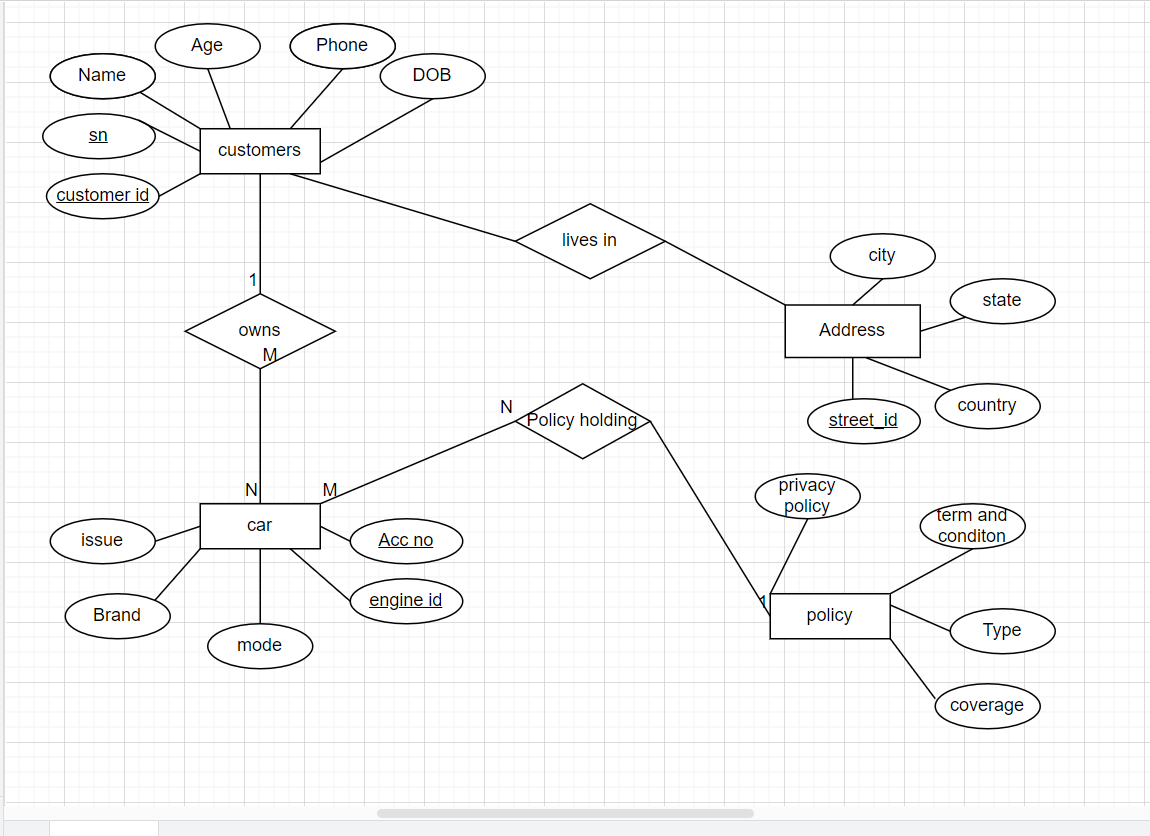 Age
Phone
Name
DOB
sn
customers
customer id
lives in
city
1
state
owns
Address
M
country
N
Policy holding
street_id
N
M
privacy
policy
term and
conditon
car
issue
Acc no
engine id
1
Brand
policy
Type
mode
coverage